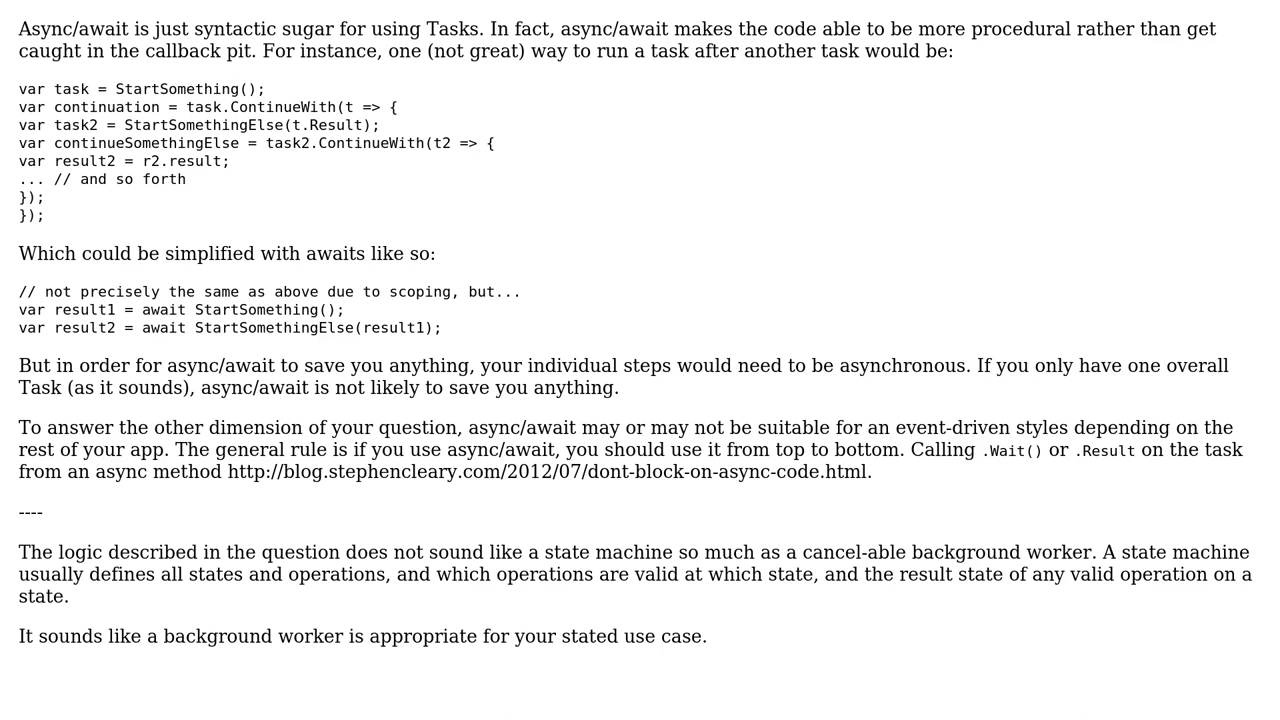 Async/await is just syntactic sugar for using Tasks. In fact, async/await makes the code able to be more procedural rather than get
caught in the callback pit. For instance, one (not great) way to run a task after another task would be:
var task = StartSomething();
var continuation = task.ContinueWith(t => {
var task2 = StartSomethingElse(t.Result);
var continueSomethingElse = task2.ContinueWith(t2 => {
var result2 = r2.result;
... // and so forth
});
});
Which could be simplified with awaits like so:
// not precisely the same as above due to scoping, but...
var result1 = await StartSomething();
var result2 = await StartSomethingElse(result1);
But in order for async/await to save you anything, your individual steps would need to be asynchronous. If you only have one overall
Task (as it sounds), async/await is not likely to save you anything.
To answer the other dimension of your question, async/await may or may not be suitable for an event-driven styles depending on the
rest of your app. The general rule is if you use async/await, you should use it from top to bottom. Calling .Wait() or .Result on the task
from an async method http://blog.stephencleary.com/2012/07/dont-block-on-async-code.html.
----
The logic described in the question does not sound like a state machine so much as a cancel-able background worker. A state machine
usually defines all states and operations, and which operations are valid at which state, and the result state of any valid operation on a
state.
It sounds like a background worker is appropriate for your stated use case.